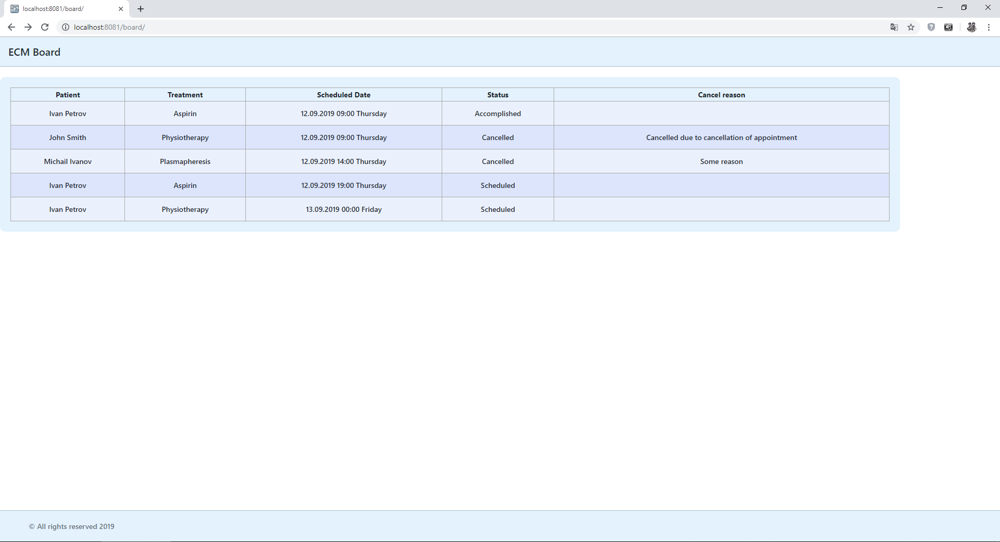 localhost:8081/board/
localhost:8081/board/
ECM Board
Patient Treatment Scheduled Date Status Cancel reason
Ivan Petrov Aspirin 12.09.2019 09:00 Thursday Accomplished
John Smith Physiotherapy 12.09.2019 09:00 Thursday Cancelled Cancelled due to cancellation of appointment
Michail Ivanov Plasmapheresis 12.09.2019 14:00 Thursday Cancelled Some reason
Ivan Petrov Aspirin 12.09.2019 19:00 Thursday Scheduled
Ivan Petrov Physiotherapy 13.09.2019 00:00 Friday Scheduled
© All rights reserved 2019